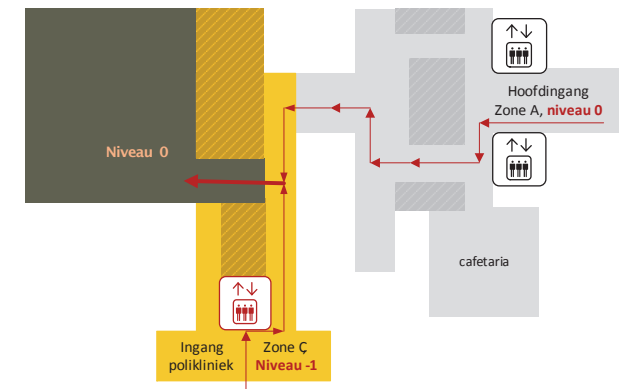 Hoofdingang
Zone A, niveau 0
Niveau 0
cafetaria
Ingang
polikliniek
Zone Ç
Niveau -1